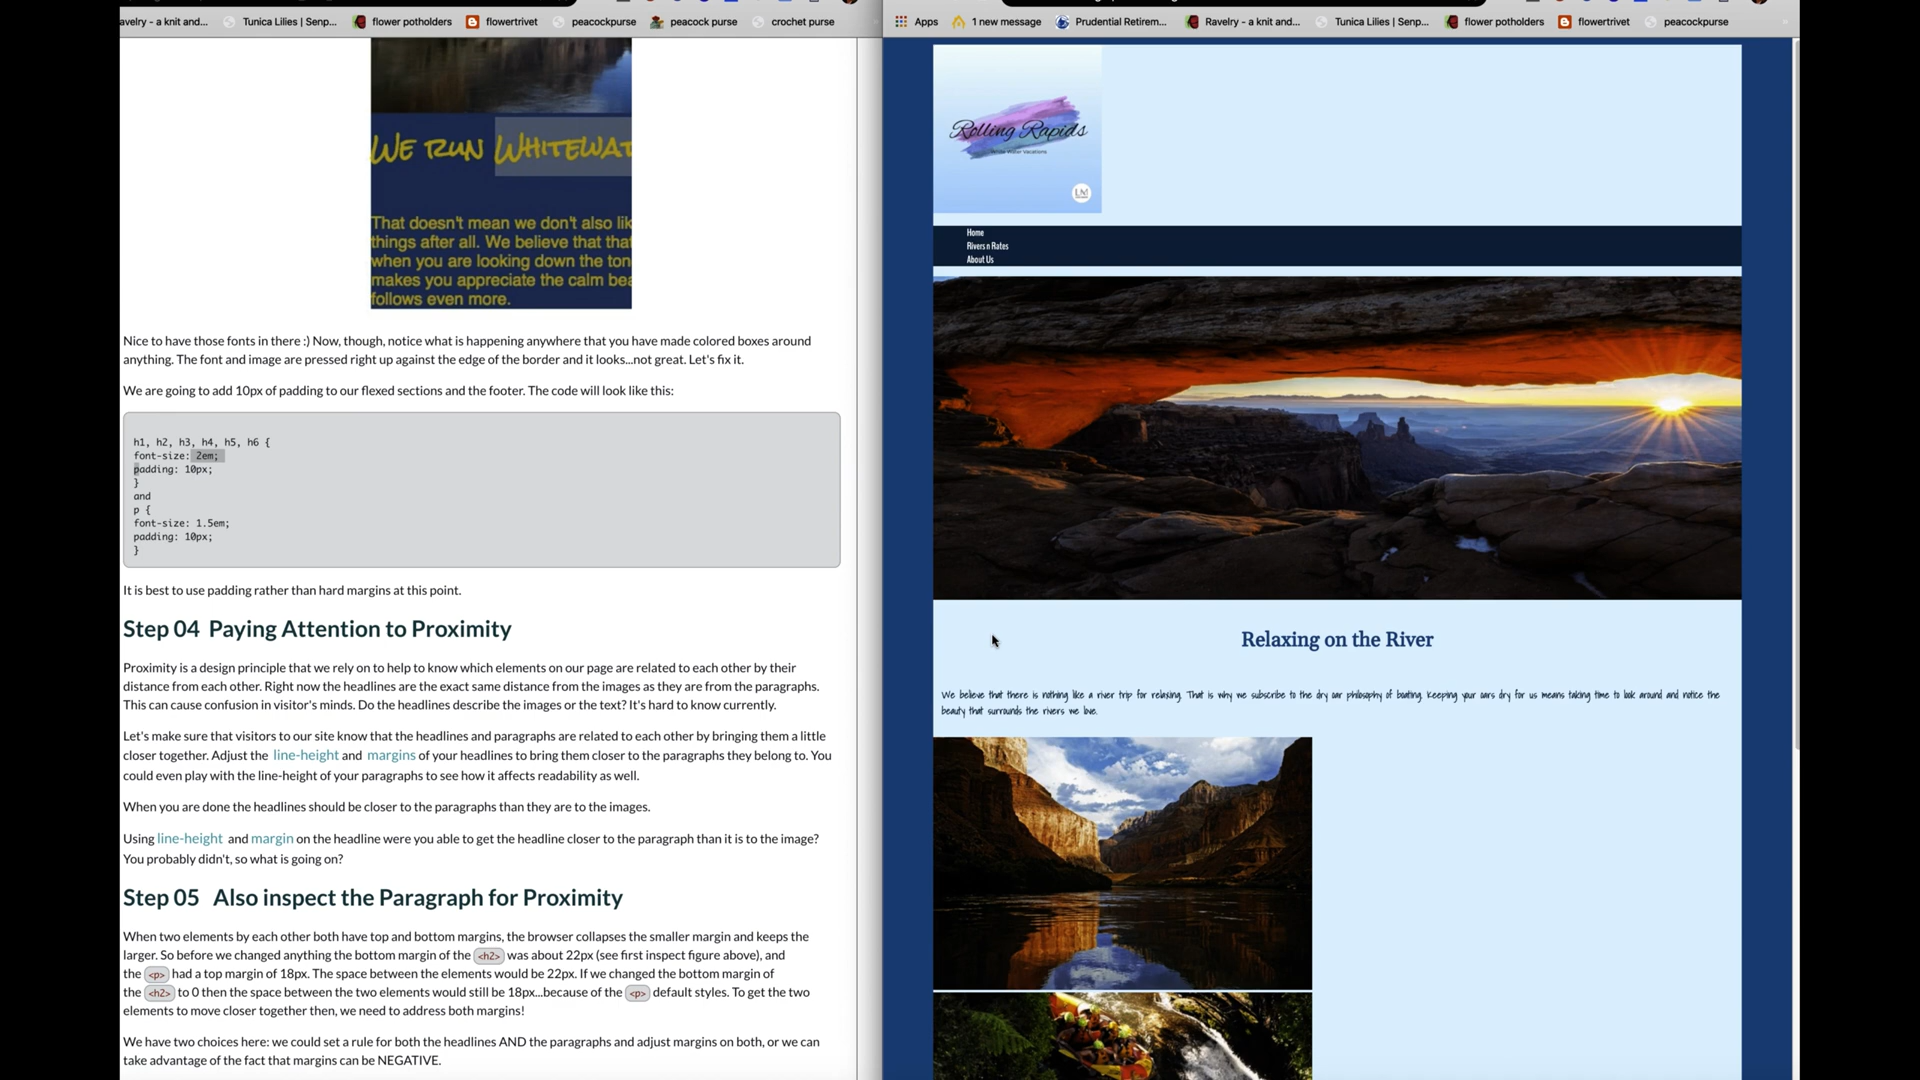 avelry - a knit and...
Tunica Lilies | Senp...
flower potholders
flowertrivet
peacockpurse
peacock purse
crochet purse
WE RUN WHITEWAT
That doesn't mean we don't also lik
things after all. We believe that that
when you are looking down the ton
makes you appreciate the calm bea
follows even more.
Nice to have those fonts in there :) Now, though, notice what is happening anywhere that you have made colored boxes around
anything. The font and image are pressed right up against the edge of the border and it looks...not great. Let's fix it.
We are going to add 10px of padding to our flexed sections and the footer. The code will look like this:
h1, h2, h3, h4, h5, h6 {
font-size: 2em;
padding: 10px;
}
and
p {
font-size: 1.5em;
padding: 10px;
}
It is best to use padding rather than hard margins at this point.
Step 04 Paying Attention to Proximity
Proximity is a design principle that we rely on to help to know which elements on our page are related to each other by their
distance from each other. Right now the headlines are the exact same distance from the images as they are from the paragraphs.
This can cause confusion in visitor's minds. Do the headlines describe the images or the text? It's hard to know currently.
Let's make sure that visitors to our site know that the headlines and paragraphs are related to each other by bringing them a little
closer together. Adjust the line-height and margins of your headlines to bring them closer to the paragraphs they belong to. You
could even play with the line-height of your paragraphs to see how it affects readability as well.
When you are done the headlines should be closer to the paragraphs than they are to the images.
Using line-height and margin on the headline were you able to get the headline closer to the paragraph than it is to the image?
You probably didn't, so what is going on?
Step 05 Also inspect the Paragraph for Proximity
When two elements by each other both have top and bottom margins, the browser collapses the smaller margin and keeps the
larger. So before we changed anything the bottom margin of the <h2> was about 22px (see first inspect figure above), and
the <p> had a top margin of 18px. The space between the elements would be 22px. If we changed the bottom margin of
the <h2> to 0 then the space between the two elements would still be 18px...because of the <p> default styles. To get the two
elements to move closer together then, we need to address both margins!
We have two choices here: we could set a rule for both the headlines AND the paragraphs and adjust margins on both, or we can
take advantage of the fact that margins can be NEGATIVE.
Apps
1 new message
Prudential Retirem...
Ravelry - a knit and...
Tunica Lilies | Senp...
flower potholders
flowertrivet
peacockpurse
Rolling Rapids
White Water Vacations
LM
Home
Rivers n Rates
About Us
Relaxing on the River
We believe that there is nothing like a river trip for relaxing. That is why we subscribe to the dry oar philosophy of boating. Keeping your oars dry for us means taking time to look around and notice the
beauty that surrounds the rivers we love.